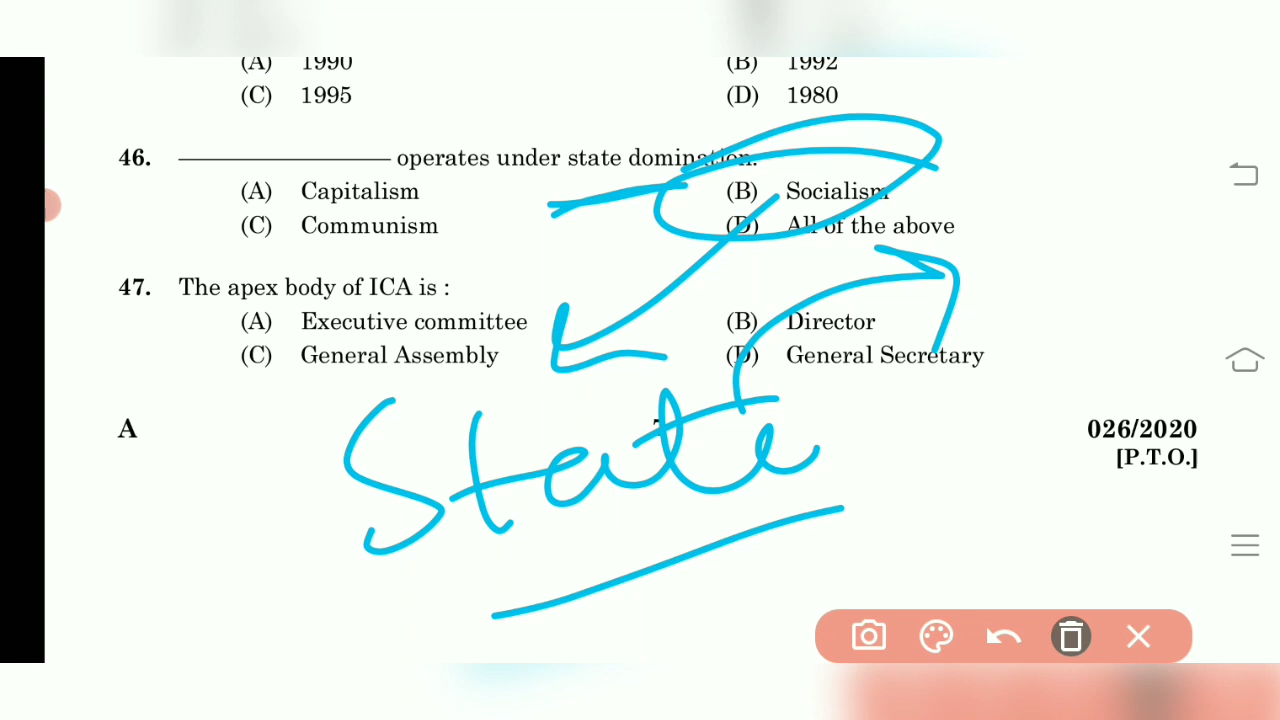 (A) 1990 (B) 1992
(C) 1995 (D) 1980
46. ____________ operates under state domination.
(A) Capitalism (B) Socialism
(C) Communism (D) All of the above
47. The apex body of ICA is :
(A) Executive committee (B) Director
(C) General Assembly (D) General Secretary
State
A 026/2020
[P.T.O.]